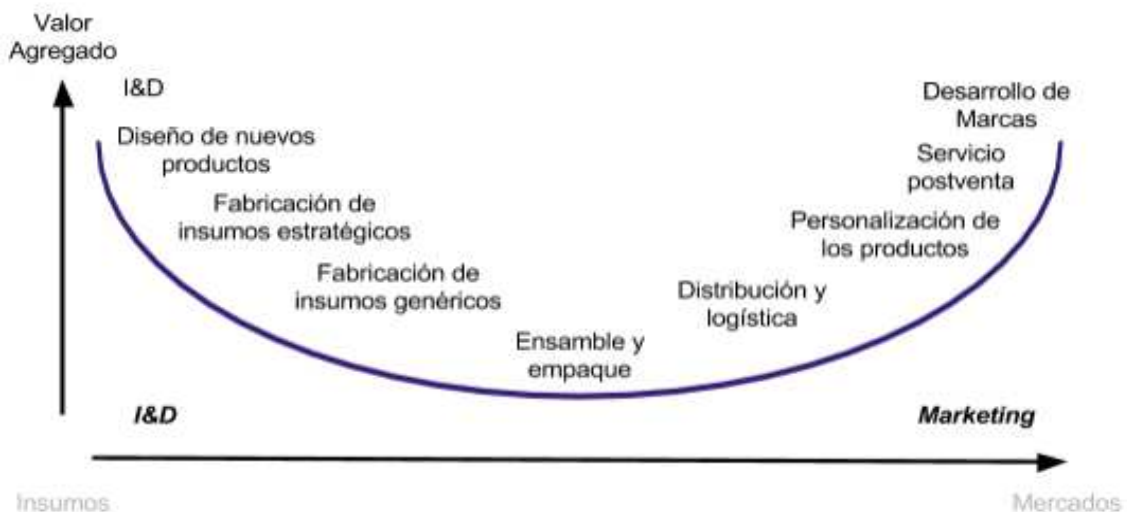 Valor
Agregado
I&D
Diseño de nuevos
productos
Fabricación de
insumos estratégicos
Fabricación de
insumos genéricos
Ensamble y
empaque
Distribución y
logística
Personalización de
los productos
Servicio
postventa
Desarrollo de
Marcas
I&D
Marketing
Insumos
Mercados